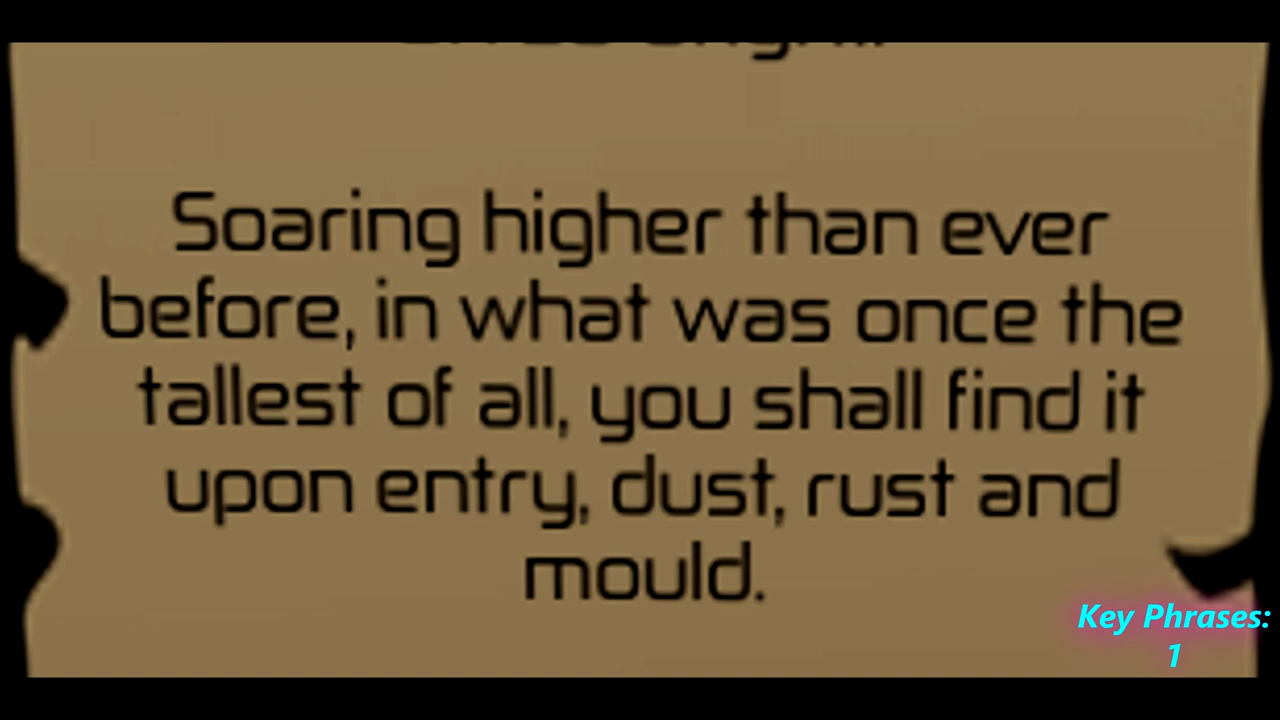 Soaring higher than ever
before, in what was once the
tallest of all, you shall find it
upon entry, dust, rust and
mould.
Key Phrases:
1